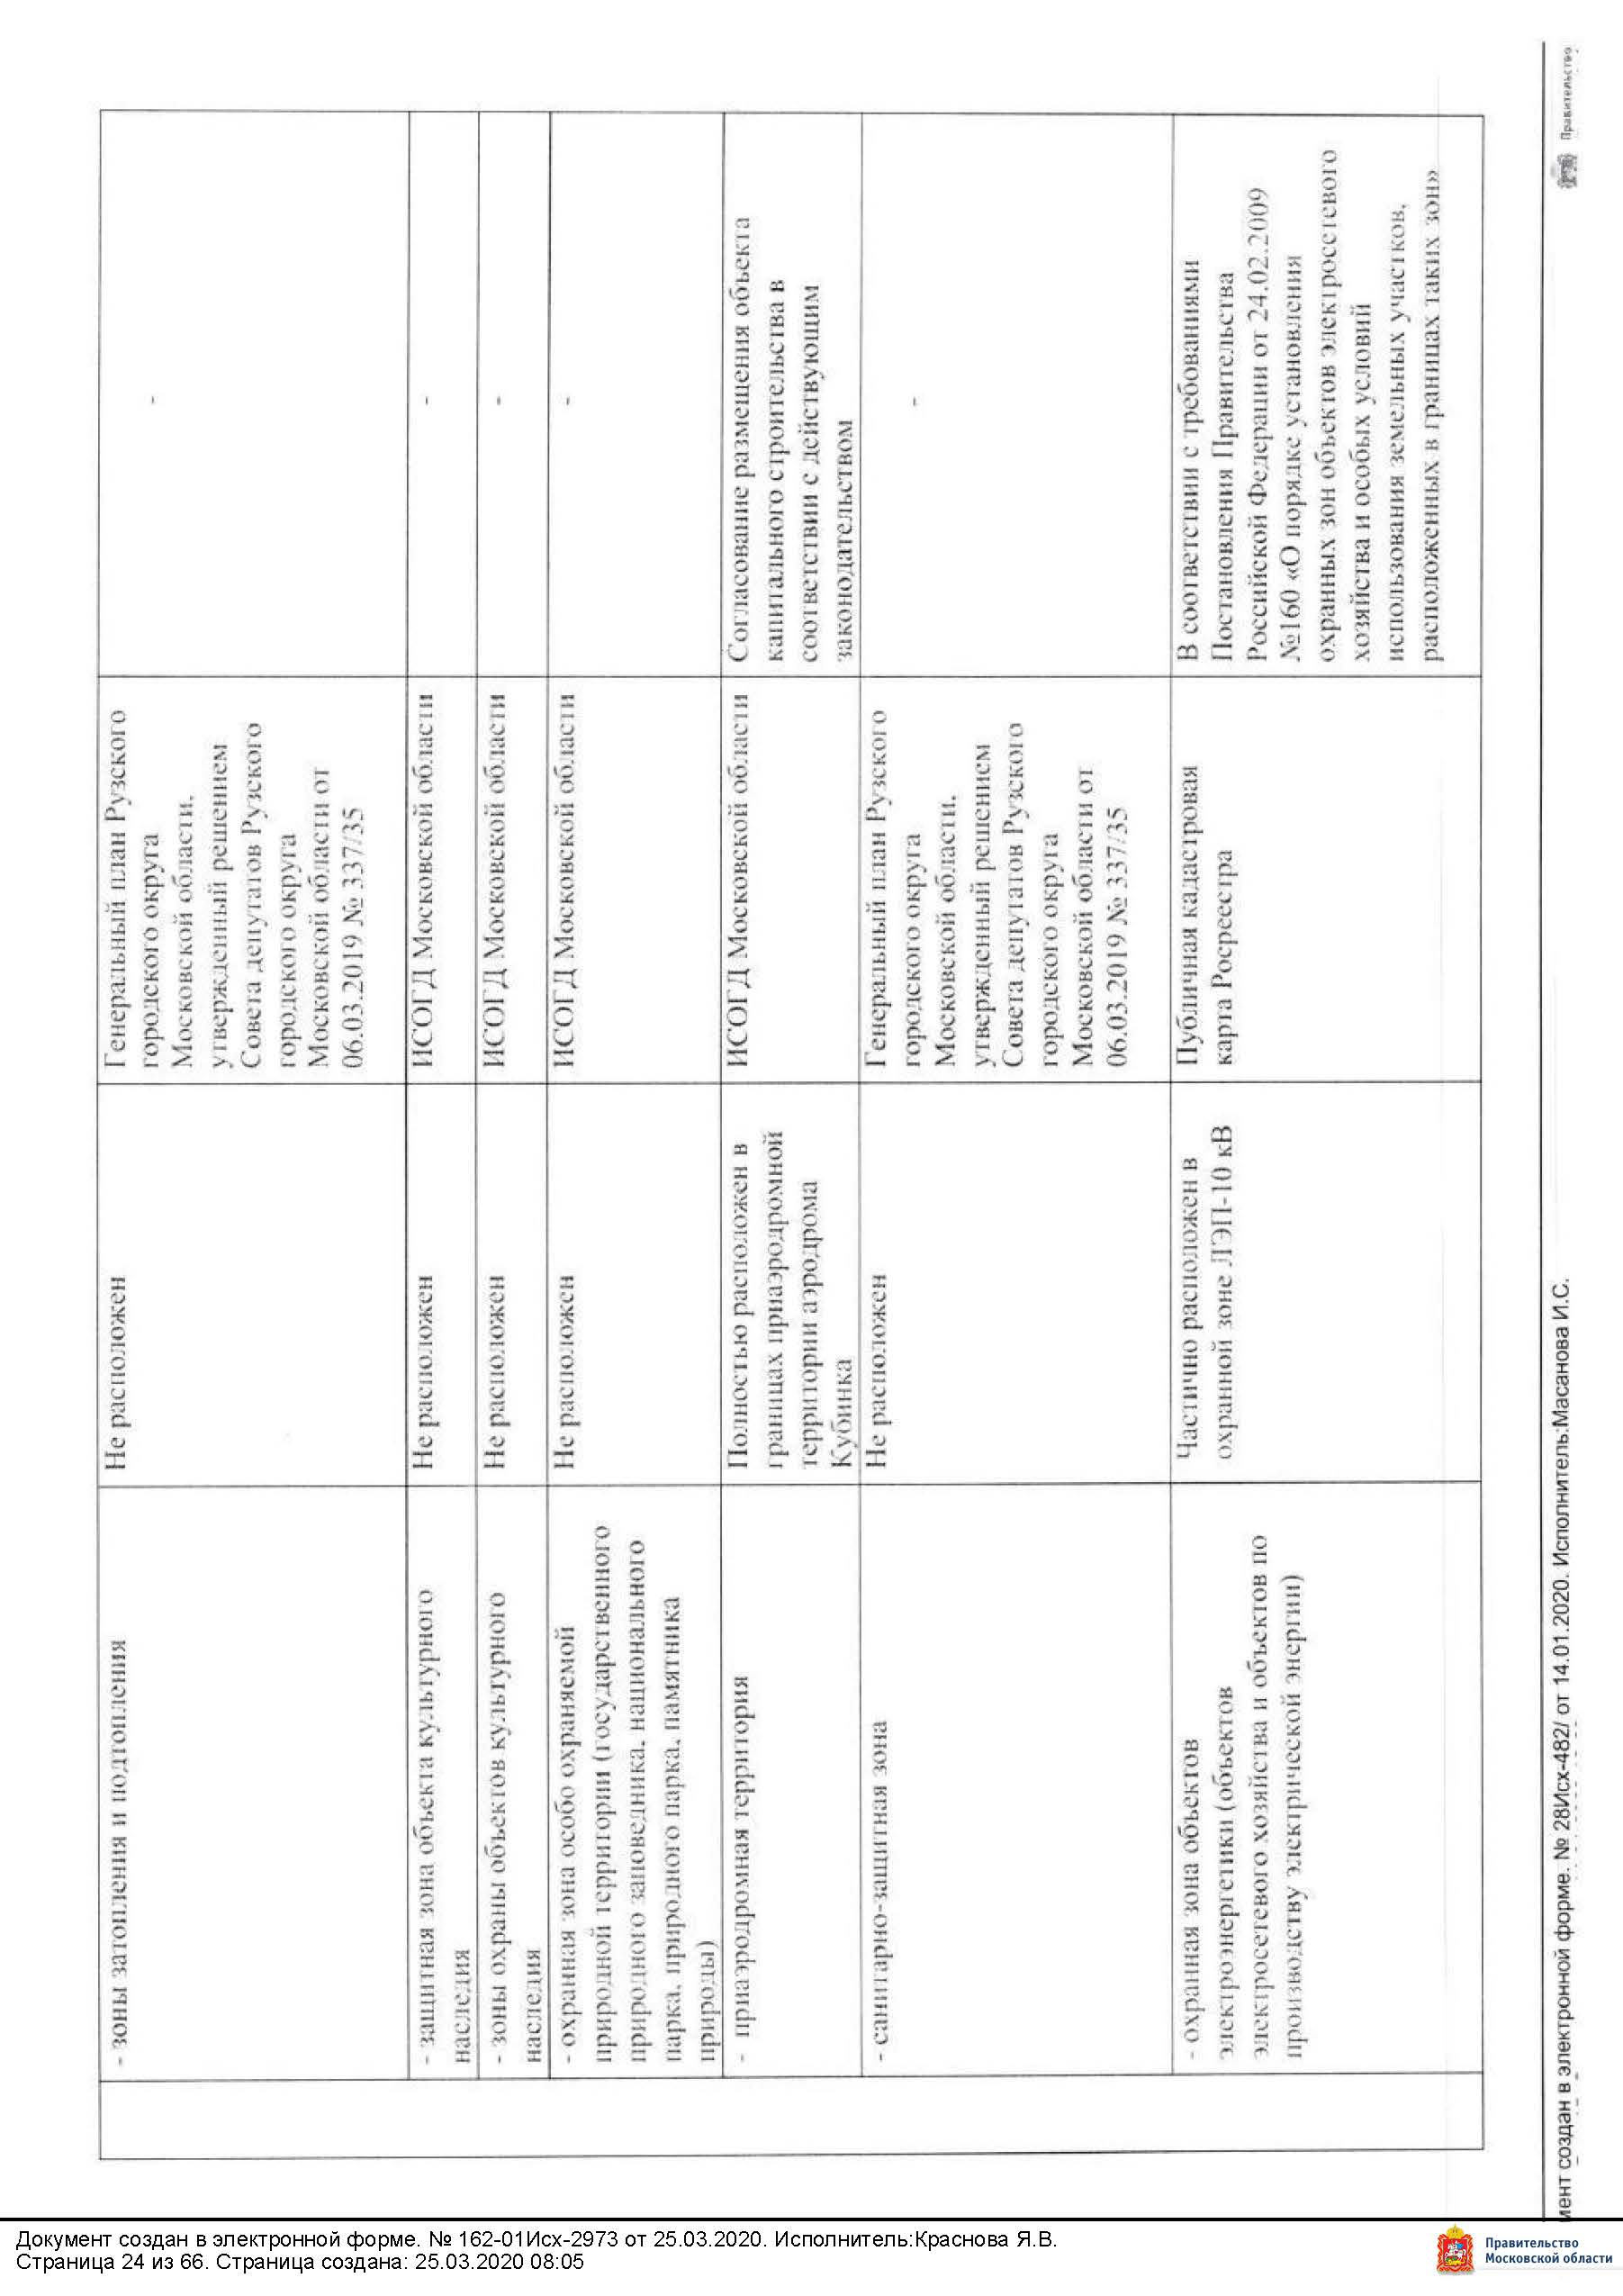 - зоны затопления и подтопления
Не расположен
Генеральный план Рузского
городского округа
Московской области,
утвержденный решением
Совета депутатов Рузского
городского округа
Московской области от
06.03.2019 № 337/35
-
- защитная зона объекта культурного
наследия
Не расположен
ИСОГД Московской области
-
- зоны охраны объектов культурного
наследия
Не расположен
ИСОГД Московской области
-
- охранная зона особо охраняемой
природной территории (государственного
природного заповедника, национального
парка, природного парка, памятника
природы)
Не расположен
ИСОГД Московской области
-
- приаэродромная территория
Полностью расположен в
границах приаэродромной
территории аэродрома
Кубинка
ИСОГД Московской области
Согласование размещения объекта
капитального строительства в
соответствии с действующим
законодательством
- санитарно-защитная зона
Не расположен
Генеральный план Рузского
городского округа
Московской области,
утвержденный решением
Совета депутатов Рузского
городского округа
Московской области от
06.03.2019 № 337/35
-
- охранная зона объектов
электроэнергетики (объектов
электросетевого хозяйства и объектов по
производству электрической энергии)
Частично расположен в
охранной зоне ЛЭП-10 кВ
Публичная кадастровая
карта Росреестра
В соответствии с требованиями
Постановления Правительства
Российской Федерации от 24.02.2009
№160 «О порядке установления
охранных зон объектов электросетевого
хозяйства и особых условий
использования земельных участков,
расположенных в границах таких зон»
мент создан в электронной форме. № 28Исх-482/ от 14.01.2020. Исполнитель:Масанова И.С.
Правительство
Документ создан в электронной форме. № 162-01Исх-2973 от 25.03.2020. Исполнитель:Краснова Я.В.
Страница 24 из 66. Страница создана: 25.03.2020 08:05
Правительство
Московской области